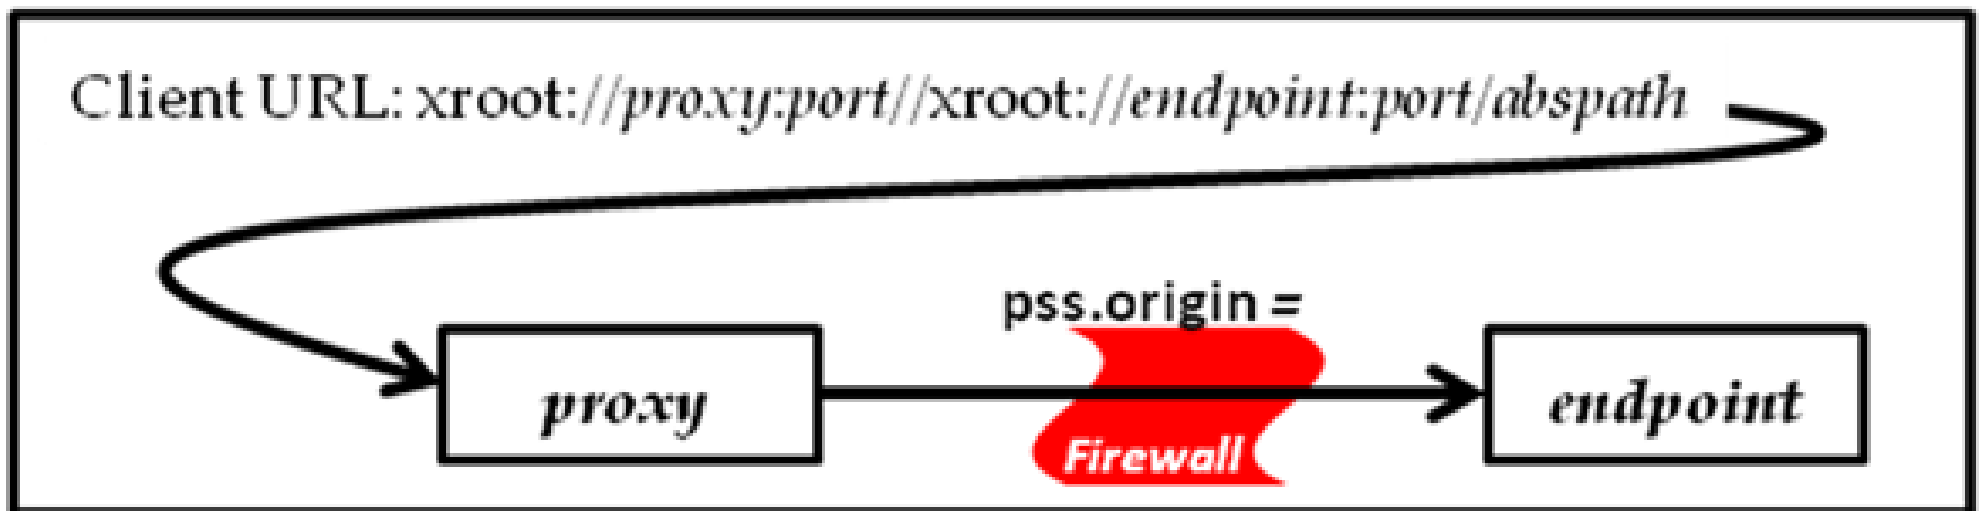 Client URL: xroot://proxy:port//xroot://endpoint:port/abspath
pss.origin =
proxy
endpoint
Firewall